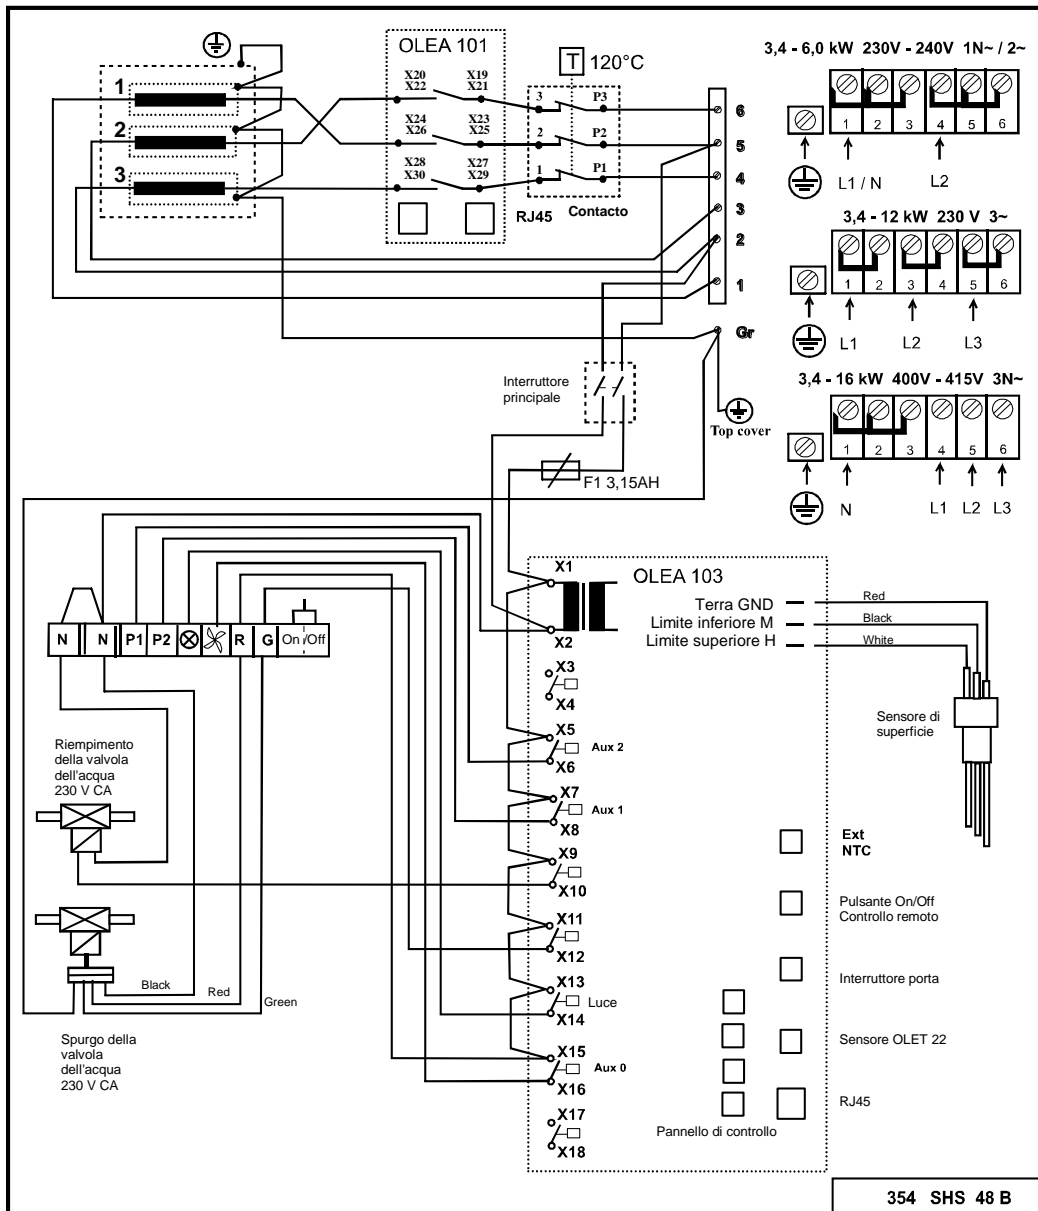 OLEA 101
X20
X22
X19
X21
X24
X26
X23
X25
X28
X30
X27
X29
RJ45
T 120°C
3 P3
2 P2
1 P1
Contacto
1
2
3
6
5
4
3
2
1
Gr
Top cover
Interruttore
principale
F1 3,15AH
3,4 - 6,0 kW 230V - 240V 1N~ / 2~
1 2 3 4 5 6
L1 / N L2
3,4 - 12 kW 230 V 3~
1 2 3 4 5 6
L1 L2 L3
3,4 - 16 kW 400V - 415V 3N~
1 2 3 4 5 6
N L1 L2 L3
N N P1 P2 R G On/Off
Riempimento
della valvola
dell'acqua
230 V CA
Black
Red
Green
Spurgo della
valvola
dell'acqua
230 V CA
OLEA 103
X1
X2
X3
X4
X5
Aux 2
X6
X7
Aux 1
X8
X9
X10
X11
X12
X13
Luce
X14
X15
Aux 0
X16
X17
X18
Terra GND
Limite inferiore M
Limite superiore H
Red
Black
White
Sensore di
superficie
Ext
NTC
Pulsante On/Off
Controllo remoto
Interruttore porta
Sensore OLET 22
RJ45
Pannello di controllo
354 SHS 48 B